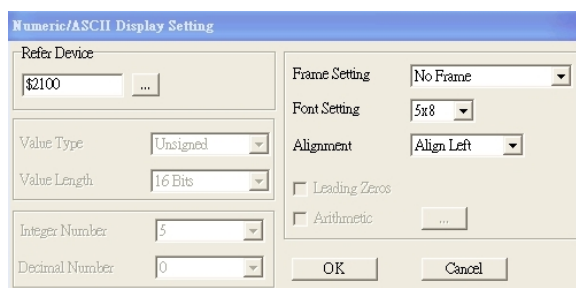 Numeric/ASCII Display Setting
Refer Device
$2100
...
Value Type
Unsigned
Value Length
16 Bits
Integer Number
5
Decimal Number
0
Frame Setting
No Frame
Font Setting
5x8
Alignment
Align Left
Leading Zeros
Arithmetic
...
OK
Cancel